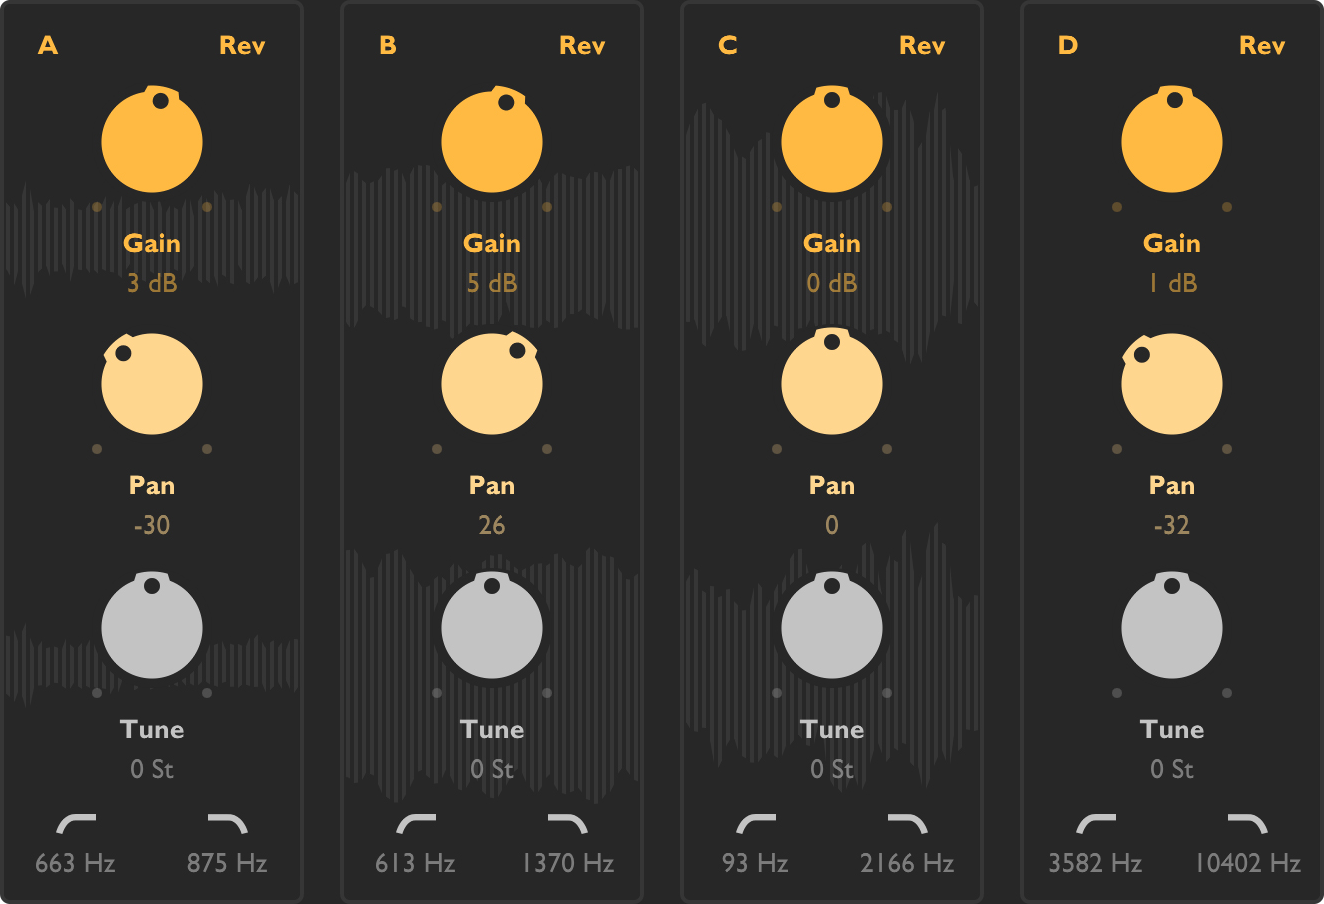 A Rev
Gain
3 dB
Pan
-30
Tune
0 St
663 Hz 875 Hz
B Rev
Gain
5 dB
Pan
26
Tune
0 St
613 Hz 1370 Hz
C Rev
Gain
0 dB
Pan
0
Tune
0 St
93 Hz 2166 Hz
D Rev
Gain
1 dB
Pan
-32
Tune
0 St
3582 Hz 10402 Hz